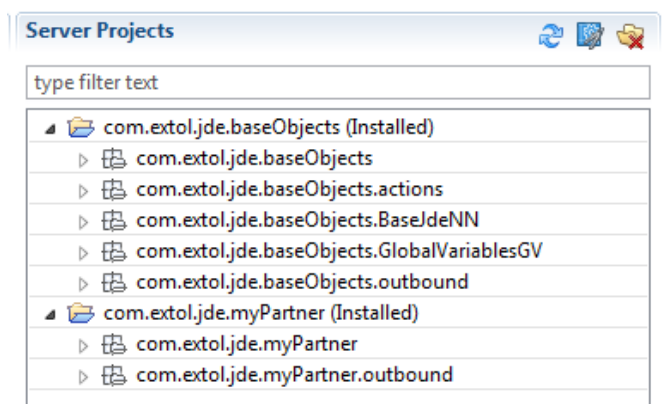 Server Projects
type filter text
com.extol.jde.baseObjects (Installed)
com.extol.jde.baseObjects
com.extol.jde.baseObjects.actions
com.extol.jde.baseObjects.BaseJdeNN
com.extol.jde.baseObjects.GlobalVariablesGV
com.extol.jde.baseObjects.outbound
com.extol.jde.myPartner (Installed)
com.extol.jde.myPartner
com.extol.jde.myPartner.outbound